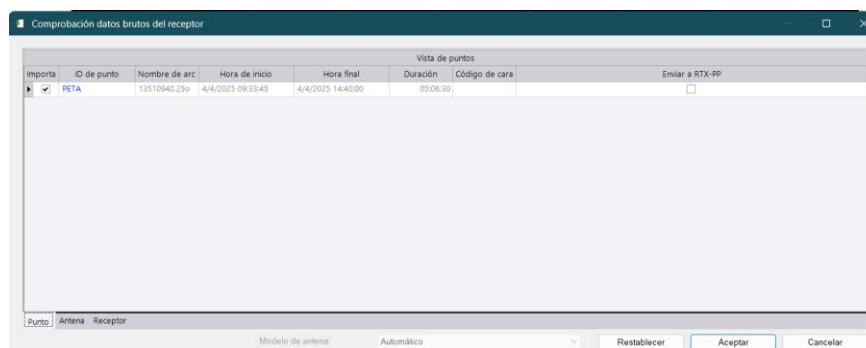 Comprobación datos brutos del receptor
Vista de puntos
Importa ID de punto Nombre de arc Hora de inicio Hora final Duración Código de cara Enviar a RTX-PP
PETA 13510940.25o 4/4/2025 09:33:45 4/4/2025 14:40:00 05:06:30
Punto Antena Receptor
Modelo de antena: Automático Restablecer Aceptar Cancelar